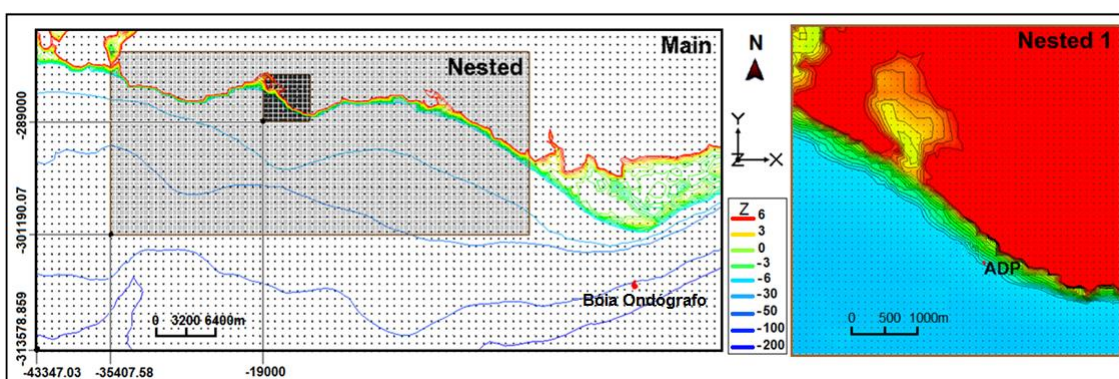 Main
Nested
-289000
-301190.07
-313578.859
-43347.03
-35407.58
-19000
0 3200 6400m
Bóia Ondógrafo
N
Y
Z
X
Z
6
3
0
-3
-6
-30
-50
-100
-200
Nested 1
ADP
0 500 1000m